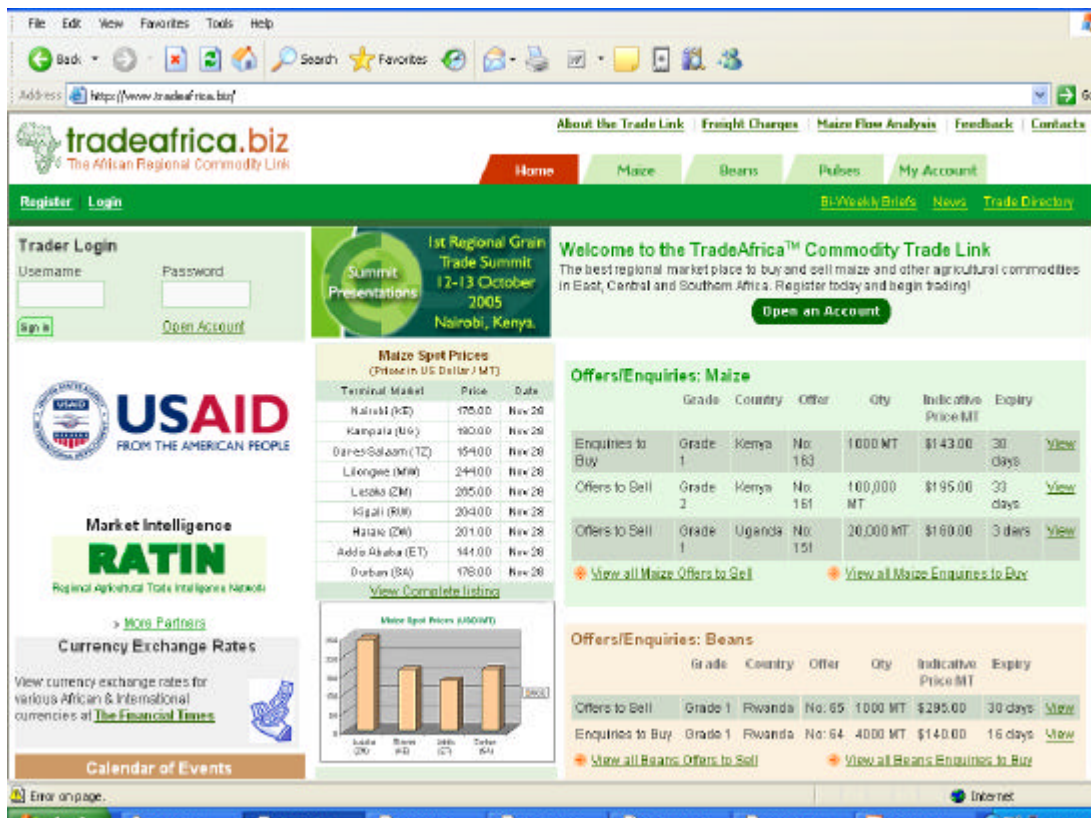 File Edit View Favorites Tools Help
Back Search Favorites
Address http://www.tradeafrica.biz/
tradeafrica.biz
The African Regional Commodity Link
About the Trade Link | Freight Charges | Maize Flow Analysis | Feedback | Contacts
Home Maize Beans Pulses My Account
Register | Login
Bi-Weekly Briefs News Trade Directory
Trader Login
Username Password
Sign in Open Account
Summit
Presentations
1st Regional Grain
Trade Summit
12-13 October
2005
Nairobi, Kenya.
Welcome to the TradeAfrica™ Commodity Trade Link
The best regional market place to buy and sell maize and other agricultural commodities
in East, Central and Southern Africa. Register today and begin trading!
Open an Account
USAID
FROM THE AMERICAN PEOPLE
Market Intelligence
RATIN
Regional Agricultural Trade Intelligence Network
» More Partners
Currency Exchange Rates
View currency exchange rates for
various African & International
currencies at The Financial Times
Calendar of Events
Maize Spot Prices
(Prices in US Dollar / MT)
Terminal Market Price Date
Nairobi (KE) 176.00 Nov 28
Kampala (UG) Nov 28
Dar-es-Salaam (TZ) Nov 28
Lilongwe (MW) 244.00 Nov 28
Lusaka (ZM) Nov 28
Kigali (RW) 204.00 Nov 28
Harare (ZW) 201.00 Nov 28
Addis Ababa (ET) 141.00 Nov 28
Durban (SA) 178.00 Nov 28
View Complete listing
Maize Spot Prices (USD/MT)
Offers/Enquiries: Maize
Grade Country Offer Qty Indicative Expiry
Price/MT
Enquiries to Grade Kenya No: 1000 MT $143.00 30 View
Buy 1 163 days
Offers to Sell Grade Kenya No: 100,000 $195.00 33 View
2 161 MT days
Offers to Sell Grade Uganda No: $160.00 3 days View
1 151
View all Maize Offers to Sell View all Maize Enquiries to Buy
Offers/Enquiries: Beans
Grade Country Offer Qty Indicative Expiry
Price/MT
Offers to Sell Grade 1 Rwanda No: 65 1000 MT $295.00 30 days View
Enquiries to Buy Grade 1 Rwanda No: 64 4000 MT $140.00 16 days View
View all Beans Offers to Sell View all Beans Enquiries to Buy
Error on page. Internet